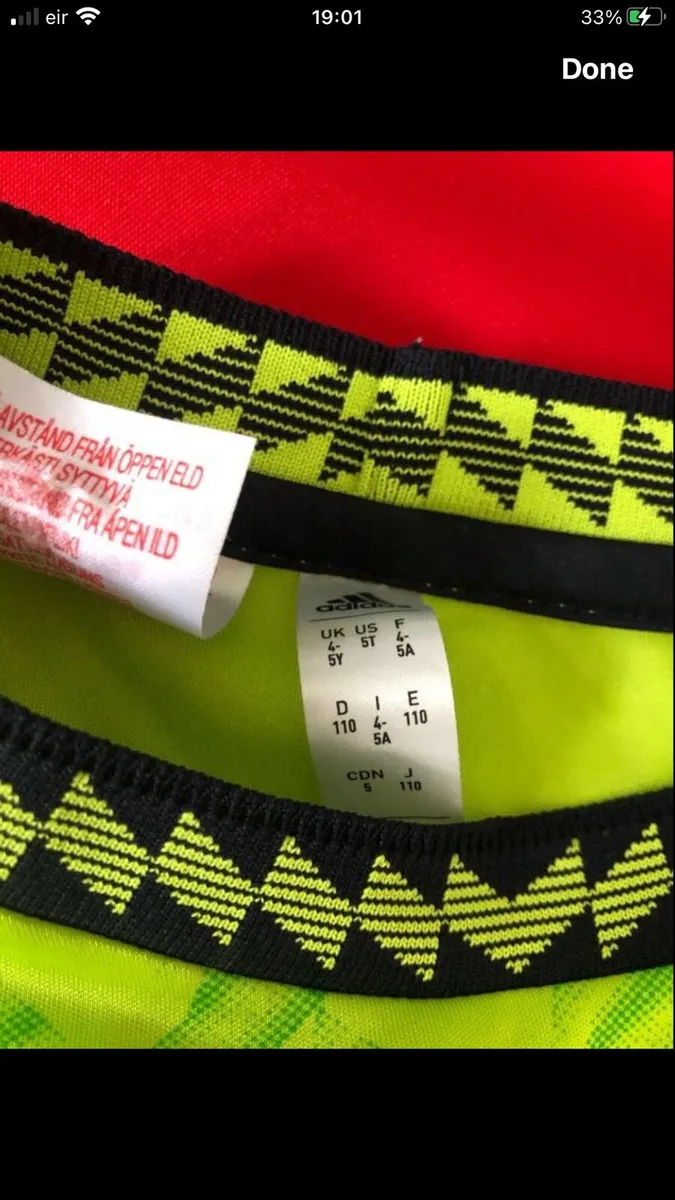 eir
19:01
33%
Done
AVSTÅND FRÅN ÖPPEN ELD
SYTTYVÄ
FRA ÅPEN ILD
adidas
UK US F
4- 5T 4-
5Y 5A
D I E
110 4- 110
5A
CDN J
5 110